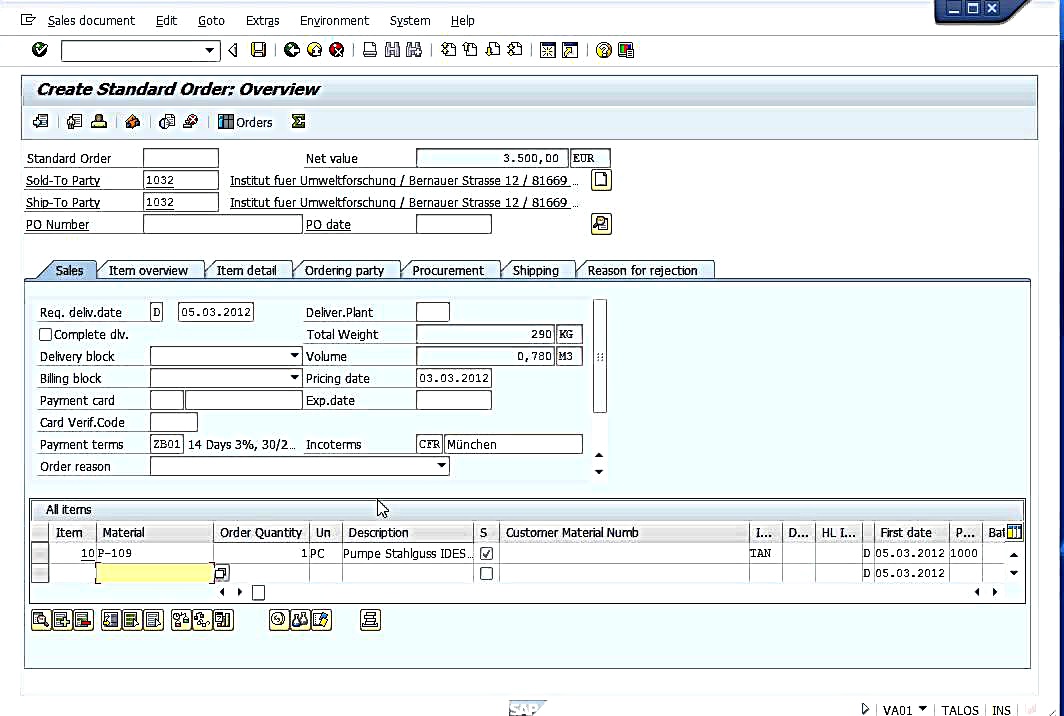 Sales document Edit Goto Extras Environment System Help
Create Standard Order: Overview
Orders
Standard Order Net value 3.500,00 EUR
Sold-To Party 1032 Institut fuer Umweltforschung / Bernauer Strasse 12 / 81669 ...
Ship-To Party 1032 Institut fuer Umweltforschung / Bernauer Strasse 12 / 81669 ...
PO Number PO date
Sales Item overview Item detail Ordering party Procurement Shipping Reason for rejection
Req. deliv.date D 05.03.2012 Deliver.Plant
Complete dlv. Total Weight 290 KG
Delivery block Volume 0,780 M3
Billing block Pricing date 03.03.2012
Payment card Exp.date
Card Verif.Code
Payment terms ZB01 14 Days 3%, 30/2... Incoterms CFR München
Order reason
All items
Item Material Order Quantity Un Description S Customer Material Numb I... D... HL I... First date P... Bat
10 P-109 1 PC Pumpe Stahlguss IDES... TAN D 05.03.2012 1000
D 05.03.2012
SAP VA01 TALOS INS